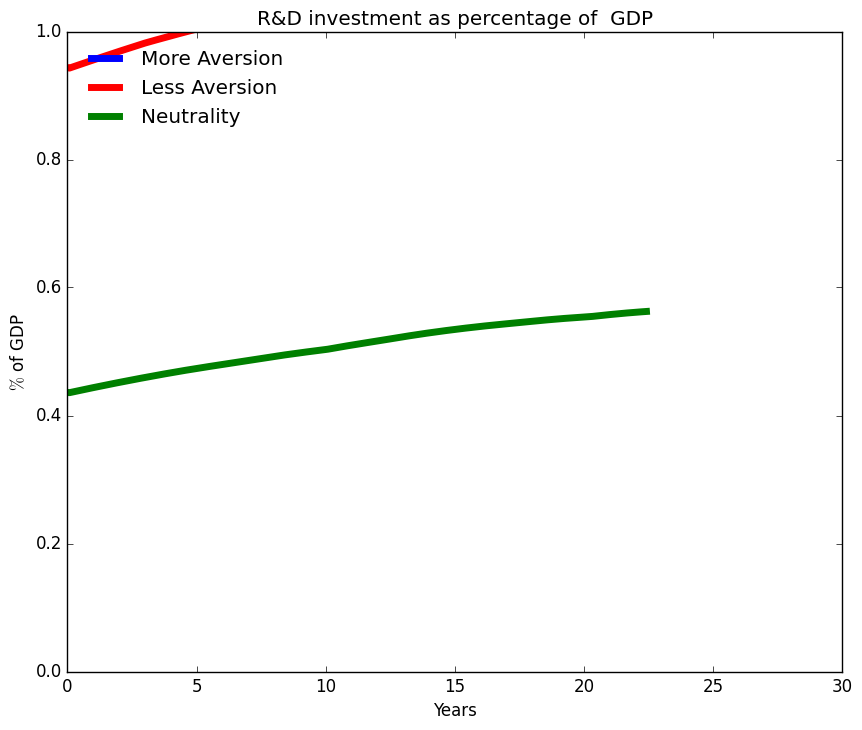 R&D investment as percentage of  GDP
More Aversion
Less Aversion
Neutrality
% of GDP
1.0
0.8
0.6
0.4
0.2
0.0
0 5 10 15 20 25 30
Years